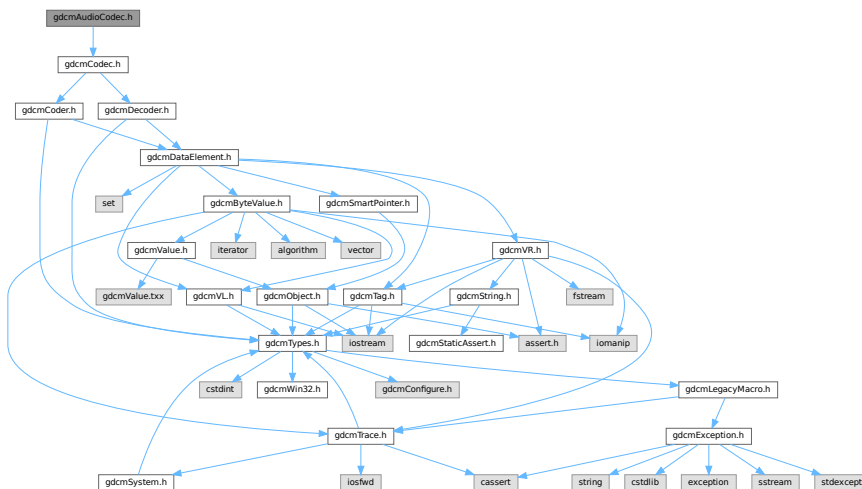 gdcmAudioCodec.h
gdcmCodec.h
gdcmCoder.h
gdcmDecoder.h
gdcmDataElement.h
set
gdcmByteValue.h
gdcmSmartPointer.h
gdcmValue.h
iterator
algorithm
vector
gdcmVR.h
gdcmValue.txx
gdcmVL.h
gdcmObject.h
gdcmTag.h
gdcmString.h
fstream
gdcmTypes.h
iostream
gdcmStaticAssert.h
assert.h
iomanip
cstdint
gdcmWin32.h
gdcmConfigure.h
gdcmLegacyMacro.h
gdcmTrace.h
gdcmException.h
gdcmSystem.h
iosfwd
cassert
string
cstdlib
exception
sstream
stdexcept